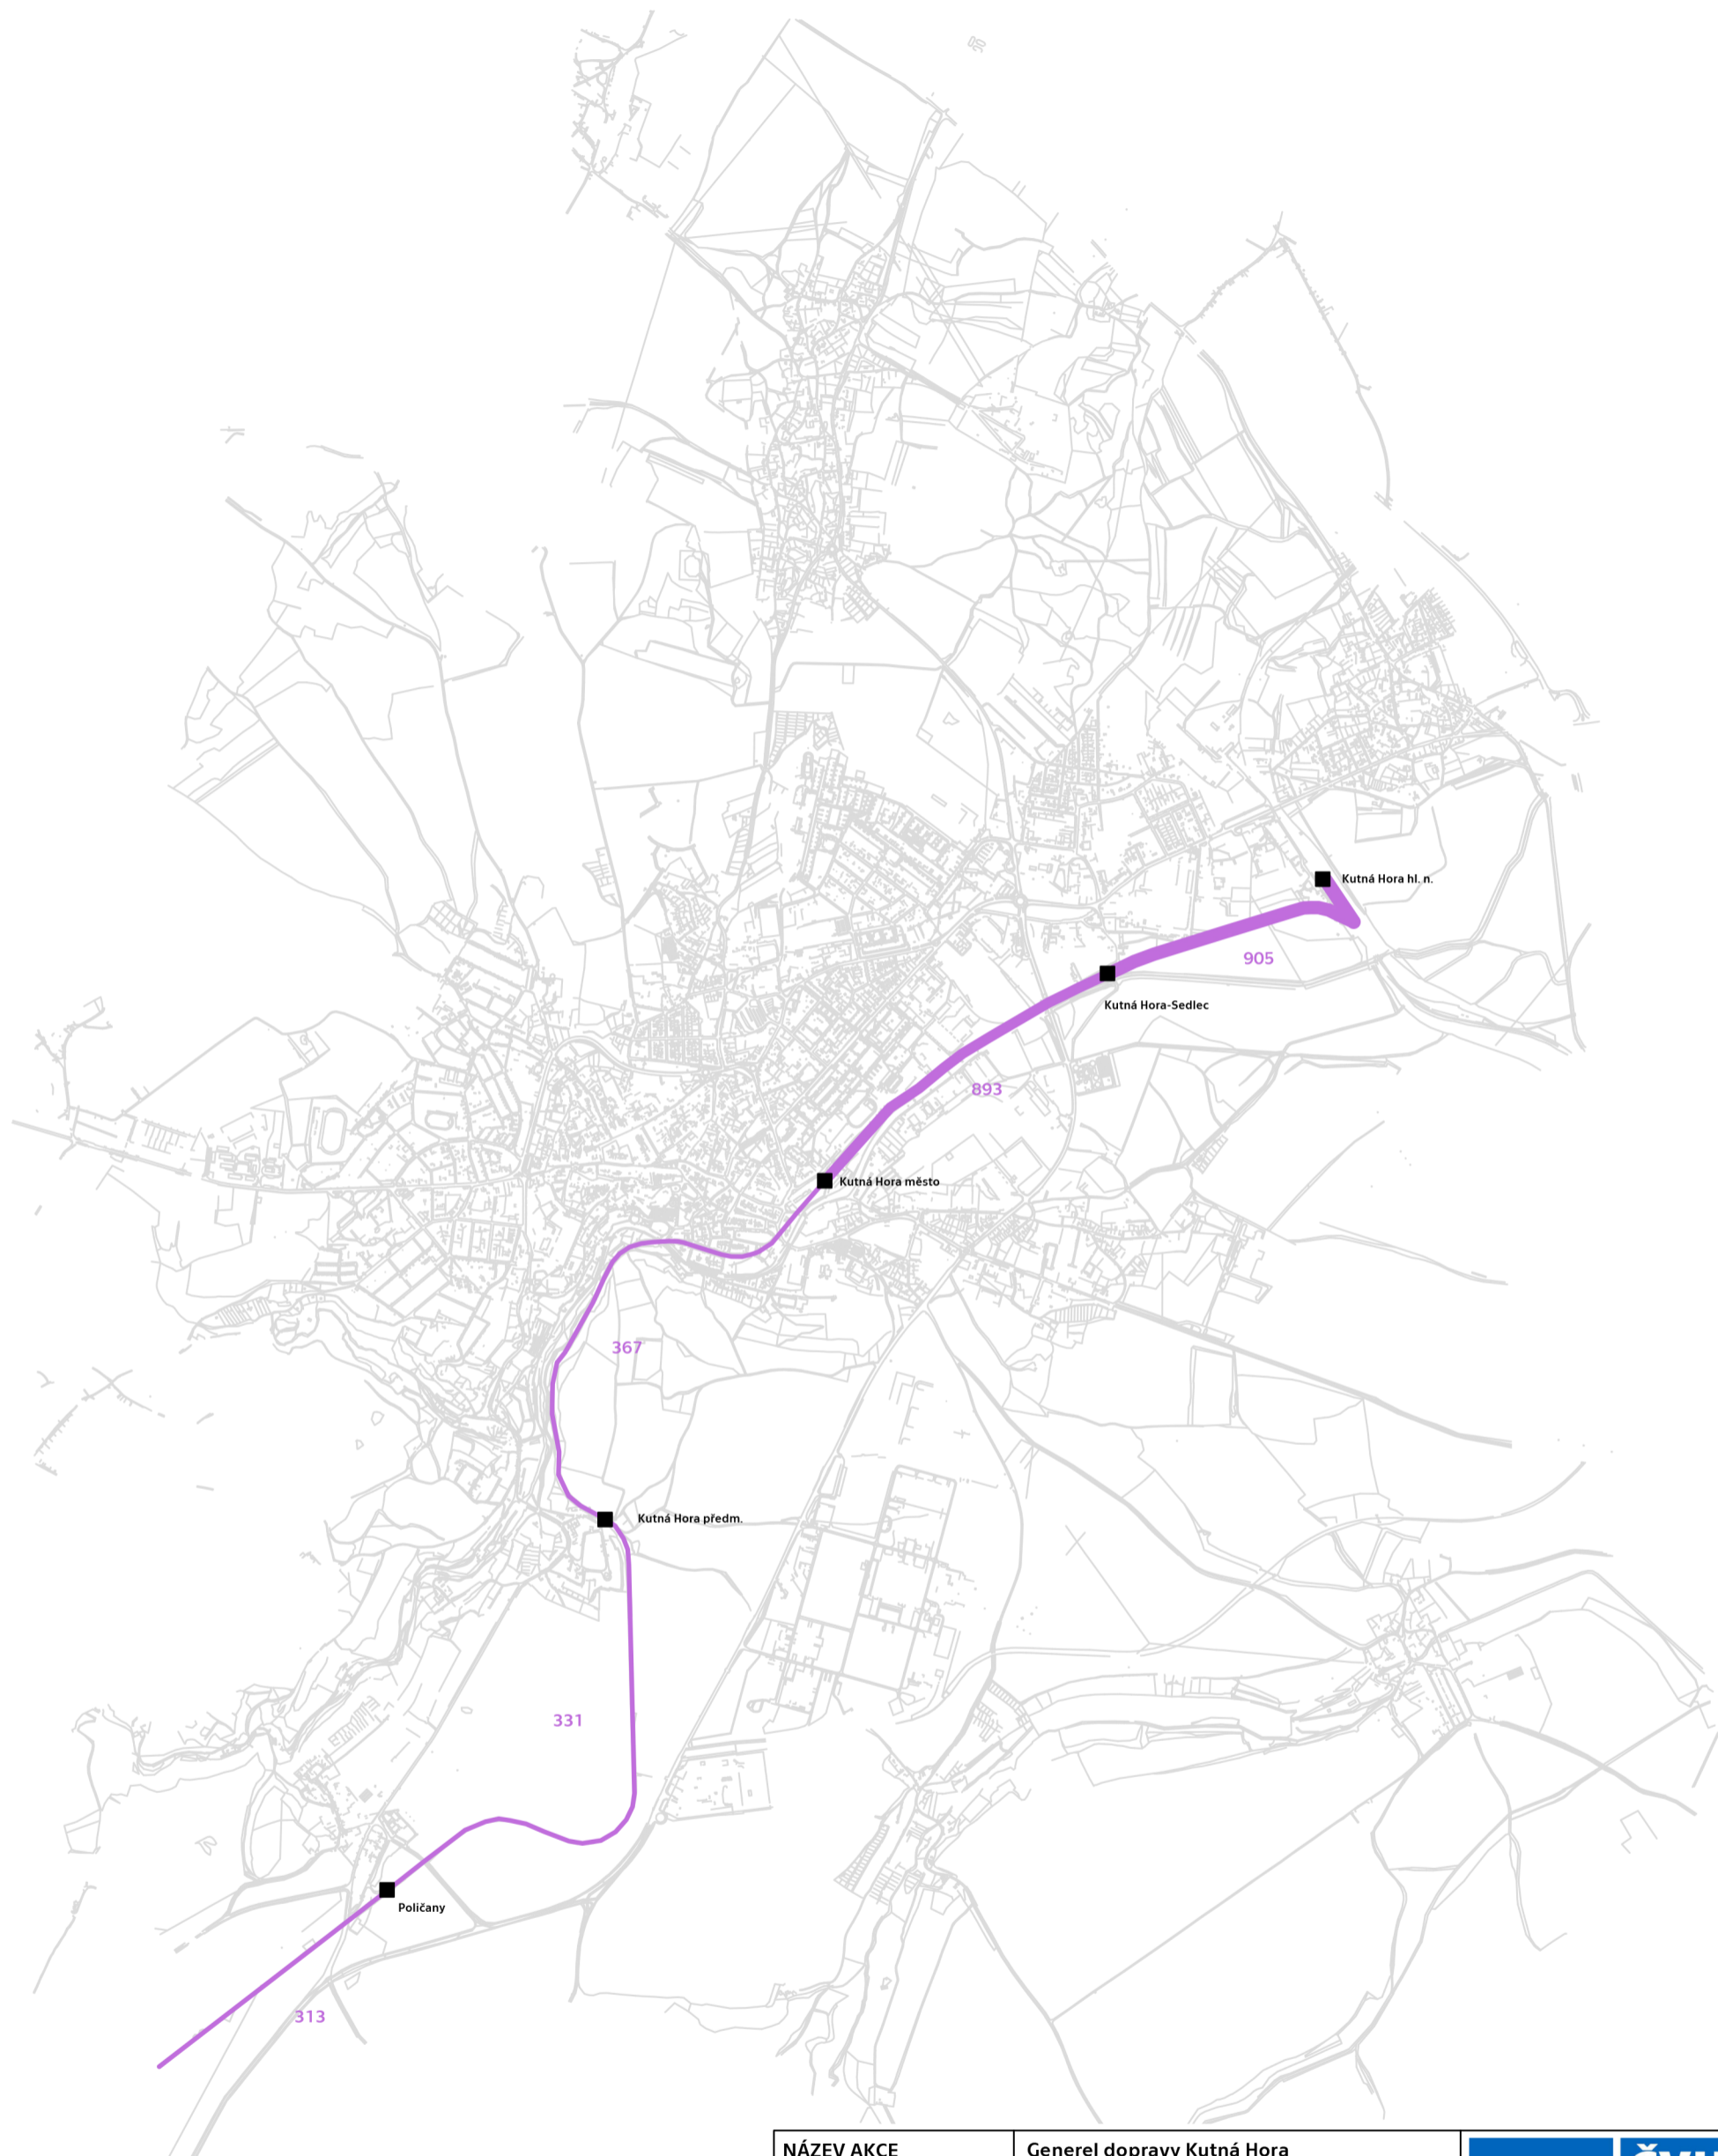 Kutná Hora hl. n.
905
Kutná Hora-Sedlec
893
Kutná Hora město
367
Kutná Hora předm.
331
Poličany
313
NÁZEV AKCE
Generel dopravy Kutná Hora